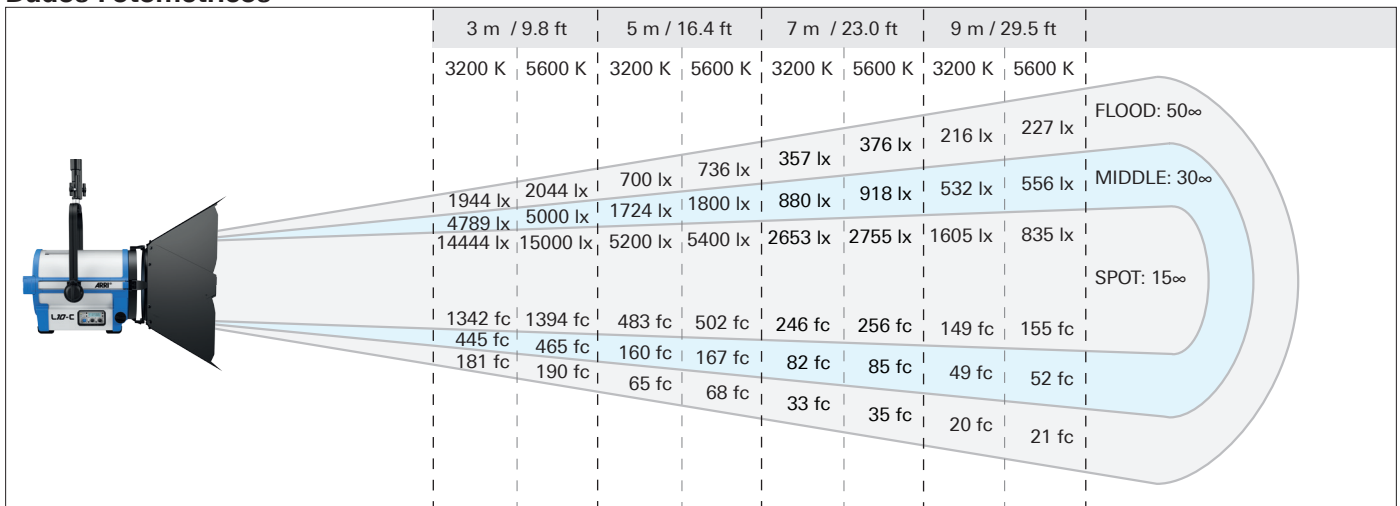 Dados Fotométricos
3 m / 9.8 ft 5 m / 16.4 ft 7 m / 23.0 ft 9 m / 29.5 ft
3200 K 5600 K 3200 K 5600 K 3200 K 5600 K 3200 K 5600 K
FLOOD: 50∞
1944 lx 2044 lx 700 lx 736 lx 357 lx 376 lx 216 lx 227 lx
MIDDLE: 30∞
4789 lx 5000 lx 1724 lx 1800 lx 880 lx 918 lx 532 lx 556 lx
14444 lx 15000 lx 5200 lx 5400 lx 2653 lx 2755 lx 1605 lx 835 lx
SPOT: 15∞
ARRI
L10-C
1342 fc 1394 fc 483 fc 502 fc 246 fc 256 fc 149 fc 155 fc
445 fc 465 fc 160 fc 167 fc 82 fc 85 fc 49 fc 52 fc
181 fc 190 fc 65 fc 68 fc 33 fc 35 fc 20 fc 21 fc